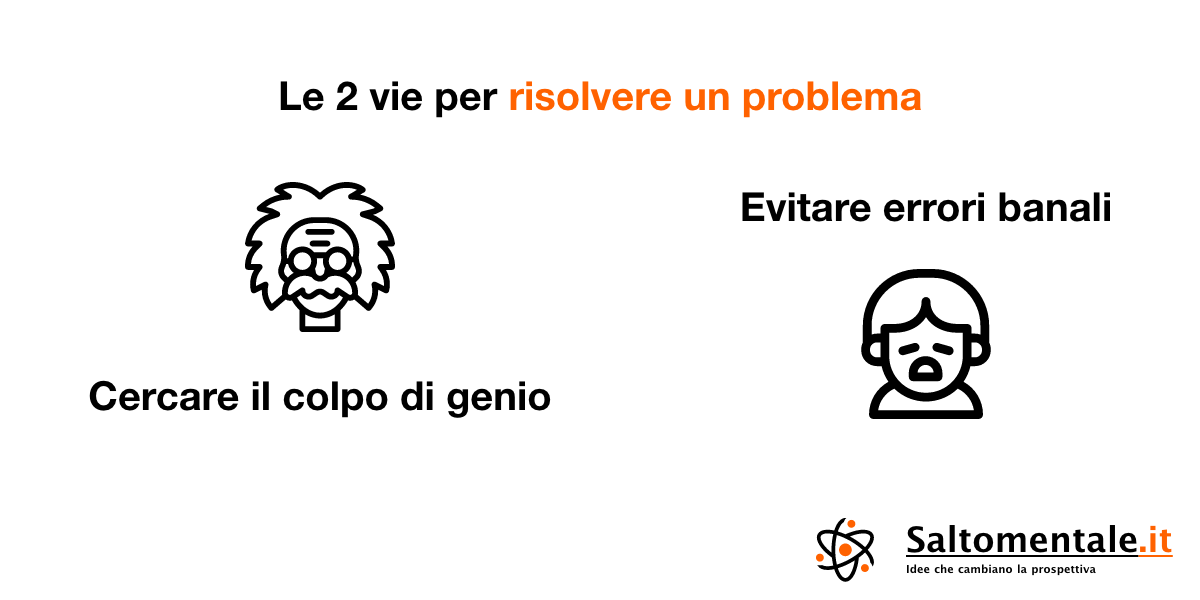 Le 2 vie per risolvere un problema
Cercare il colpo di genio
Evitare errori banali
Saltomentale.it
Idee che cambiano la prospettiva